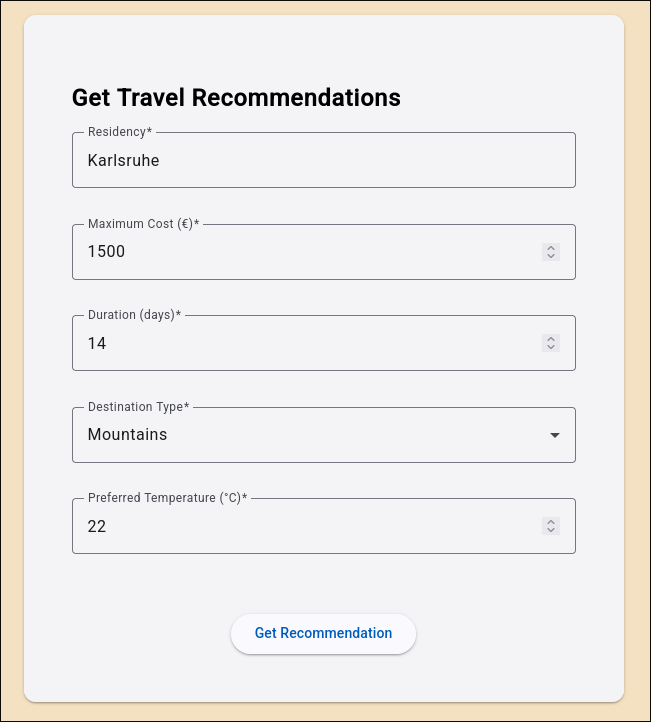 Get Travel Recommendations
Residency*
Karlsruhe
Maximum Cost (€)*
1500
Duration (days)*
14
Destination Type*
Mountains
Preferred Temperature (°C)*
22
Get Recommendation